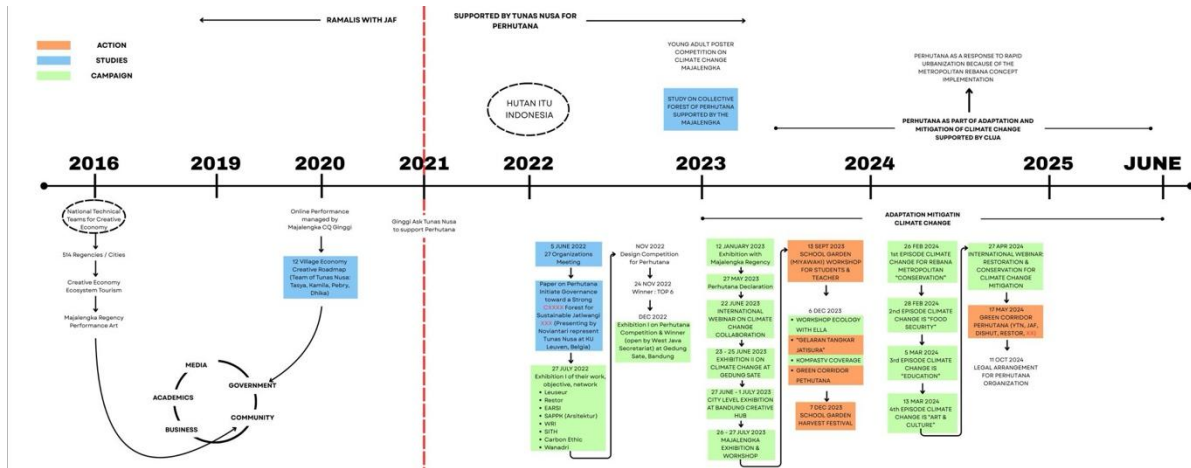 RAMALIS WITH JAF
SUPPORTED BY TUNAS NUSA FOR
PERHUTANA
ACTION
STUDIES
CAMPAIGN
HUTAN ITU
INDONESIA
YOUNG ADULT POSTER
COMPETITION ON
CLIMATE CHANGE
MAJALENGKA
STUDY ON COLLECTIVE
FOREST OF PERHUTANA
SUPPORTED BY THE
MAJALENGKA
PERHUTANA AS A RESPONSE TO RAPID
URBANIZATION BECAUSE OF THE
METROPOLITAN REBANA CONCEPT
IMPLEMENTATION
PERHUTANA AS PART OF ADAPTATION AND
MITIGATION OF CLIMATE CHANGE
SUPPORTED BY CLUA
2016
2019
2020
2021
2022
2023
2024
2025
JUNE
National Technical
Teams for Creative
Economy
514 Regencies / Cities
Creative Economy
Ecosystem Tourism
Majalengka Regency
Performance Art
Online Performance
managed by
Majalengka CQ Ginggi
12 Village Economy
Creative Roadmap
(Team of Tunas Nusa:
Tasya, Kamila, Pebry,
Dhika)
MEDIA
GOVERNMENT
ACADEMICS
COMMUNITY
BUSINESS
Ginggi Ask Tunas Nusa
to support Perhutana
5 JUNE 2022
27 Organizations
Meeting
Paper on Perhutana
Initiate Governance
toward a Strong
Forest for
Sustainable Jatiwangi
(Presenting by
Noviantari represent
Tunas Nusa at KU
Leuven, Belgia)
27 JULY 2022
Exhibition I of their work,
objective, network
• Leuseur
• Restor
• EARSI
• SAPPK (Arsitektur)
• WRI
• SITH
• Carbon Ethic
• Wanadri
NOV 2022
Design Competition
for Perhutana
24 NOV 2022
Winner : TOP 6
DEC 2022
Exhibition I on Perhutana
Competition & Winner
(open by West Java
Secretariat) at Gedung
Sate, Bandung
ADAPTATION MITIGATIN
CLIMATE CHANGE
12 JANUARY 2023
Exhibition with
Majalengka Regency
27 MAY 2023
Perhutana Declaration
22 JUNE 2023
INTERNATIONAL
WEBINAR ON CLIMATE
CHANGE COLLABORATION
23 - 25 JUNE 2023
EXHIBITION II ON
CLIMATE CHANGE AT
GEDUNG SATE
27 JUNE - 1 JULY 2023
CITY LEVEL EXHIBITION
AT BANDUNG CREATIVE
HUB
26 - 27 JULY 2023
MAJALENGKA
EXHIBITION &
WORKSHOP
13 SEPT 2023
SCHOOL GARDEN
(MIYAWAKI) WORKSHOP
FOR STUDENTS &
TEACHER
6 DEC 2023
• WORKSHOP ECOLOGY
WITH ELLA
• "GELARAN TANGKAR
JATISURA"
• KOMPASTV COVERAGE
• GREEN CORRIDOR
PETHUTANA
7 DEC 2023
SCHOOL GARDEN
HARVEST FESTIVAL
26 FEB 2024
1st EPISODE CLIMATE
CHANGE FOR REBANA
METROPOLITAN
"CONSERVATION"
28 FEB 2024
2nd EPISODE CLIMATE
CHANGE IS "FOOD
SECURITY"
5 MAR 2024
3rd EPISODE CLIMATE
CHANGE IS "EDUCATION"
13 MAR 2024
4th EPISODE CLIMATE
CHANGE IS "ART &
CULTURE"
27 APR 2024
INTERNATIONAL WEBINAR:
RESTORATION &
CONSERVATION FOR
CLIMATE CHANGE
MITIGATION
17 MAY 2024
GREEN CORRIDOR
PERHUTANA (YTN, JAF,
DISHUT, RESTOR,
11 OCT 2024
LEGAL ARRANGEMENT
FOR PERHUTANA
ORGANIZATION